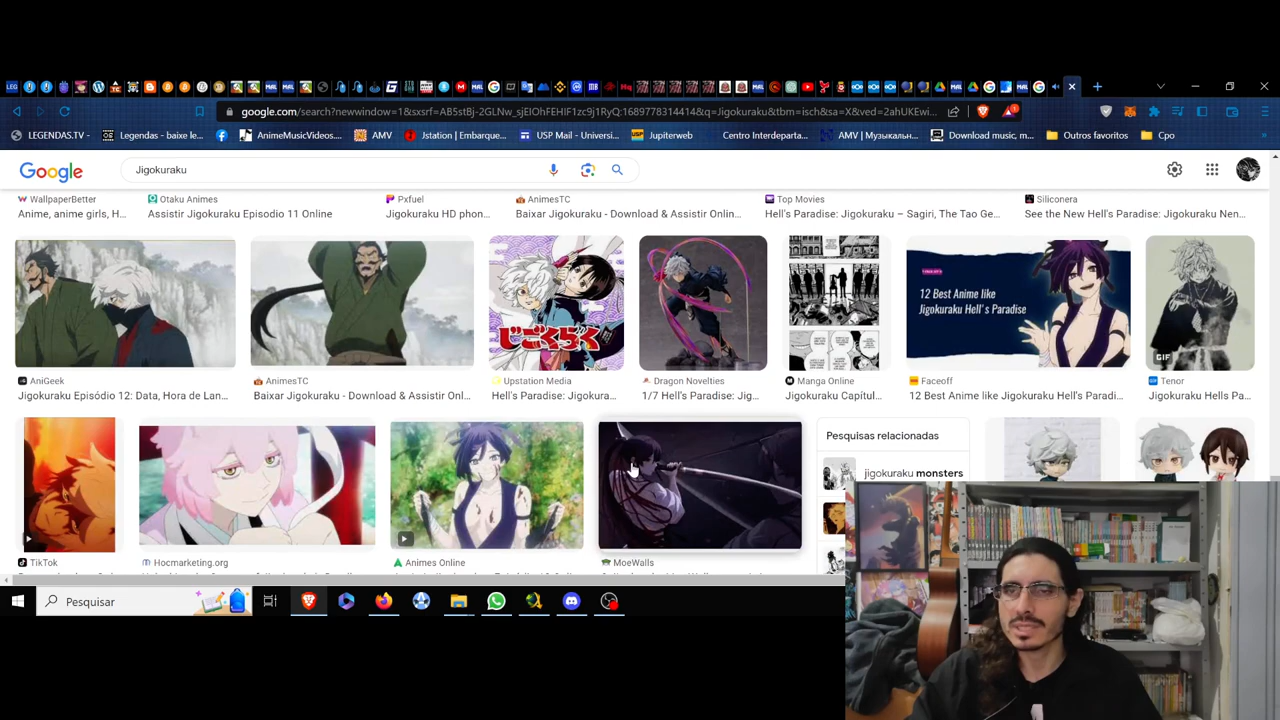 google.com/search?newwindow=1&sxsrf=AB5stBj-2GLNw_sjEIOhFEHIF1zc9j1RyQ:1689778314414&q=Jigokuraku&tbm=isch&sa=X&ved=2ahUKEwi...
LEGENDAS.TV -
Legendas - baixe le...
AnimeMusicVideos....
AMV
Jstation | Embarque...
USP Mail - Universi...
Jupiterweb
Centro Interdeparta...
AMV | Музыкальн...
Download music, m...
Outros favoritos
Cpo
Google
Jigokuraku
WallpaperBetter
Otaku Animes
Pxfuel
AnimesTC
Top Movies
Siliconera
Anime, anime girls, H...
Assistir Jigokuraku Episodio 11 Online
Jigokuraku HD phon...
Baixar Jigokuraku - Download & Assistir Onlin...
Hell's Paradise: Jigokuraku – Sagiri, The Tao Ge...
See the New Hell's Paradise: Jigokuraku Nen...
じごくらく
12 Best Anime like
Jigokuraku Hell's Paradise
GIF
AniGeek
AnimesTC
Upstation Media
Dragon Novelties
Manga Online
Faceoff
Tenor
Jigokuraku Episódio 12: Data, Hora de Lan...
Baixar Jigokuraku - Download & Assistir Onl...
Hell's Paradise: Jigokura...
1/7 Hell's Paradise: Jig...
Jigokuraku Capítul...
12 Best Anime like Jigokuraku Hell's Paradi...
Jigokuraku Hells Pa...
Pesquisas relacionadas
jigokuraku monsters
TikTok
Hocmarketing.org
Animes Online
MoeWalls
Pesquisar